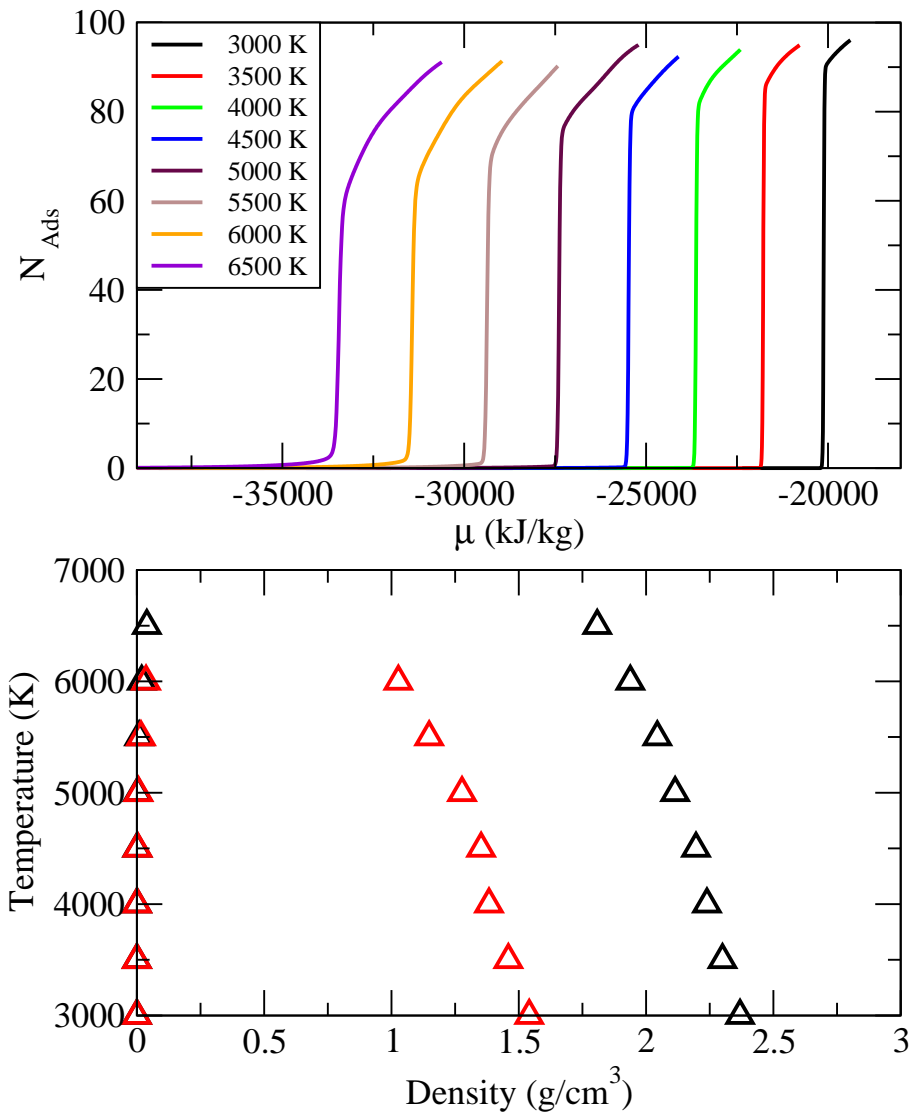 100
80
60
40
20
0
N_Ads
3000 K
3500 K
4000 K
4500 K
5000 K
5500 K
6000 K
6500 K
-35000 -30000 -25000 -20000
μ (kJ/kg)
7000
6000
5000
4000
3000
Temperature (K)
0 0.5 1 1.5 2 2.5 3
Density (g/cm³)